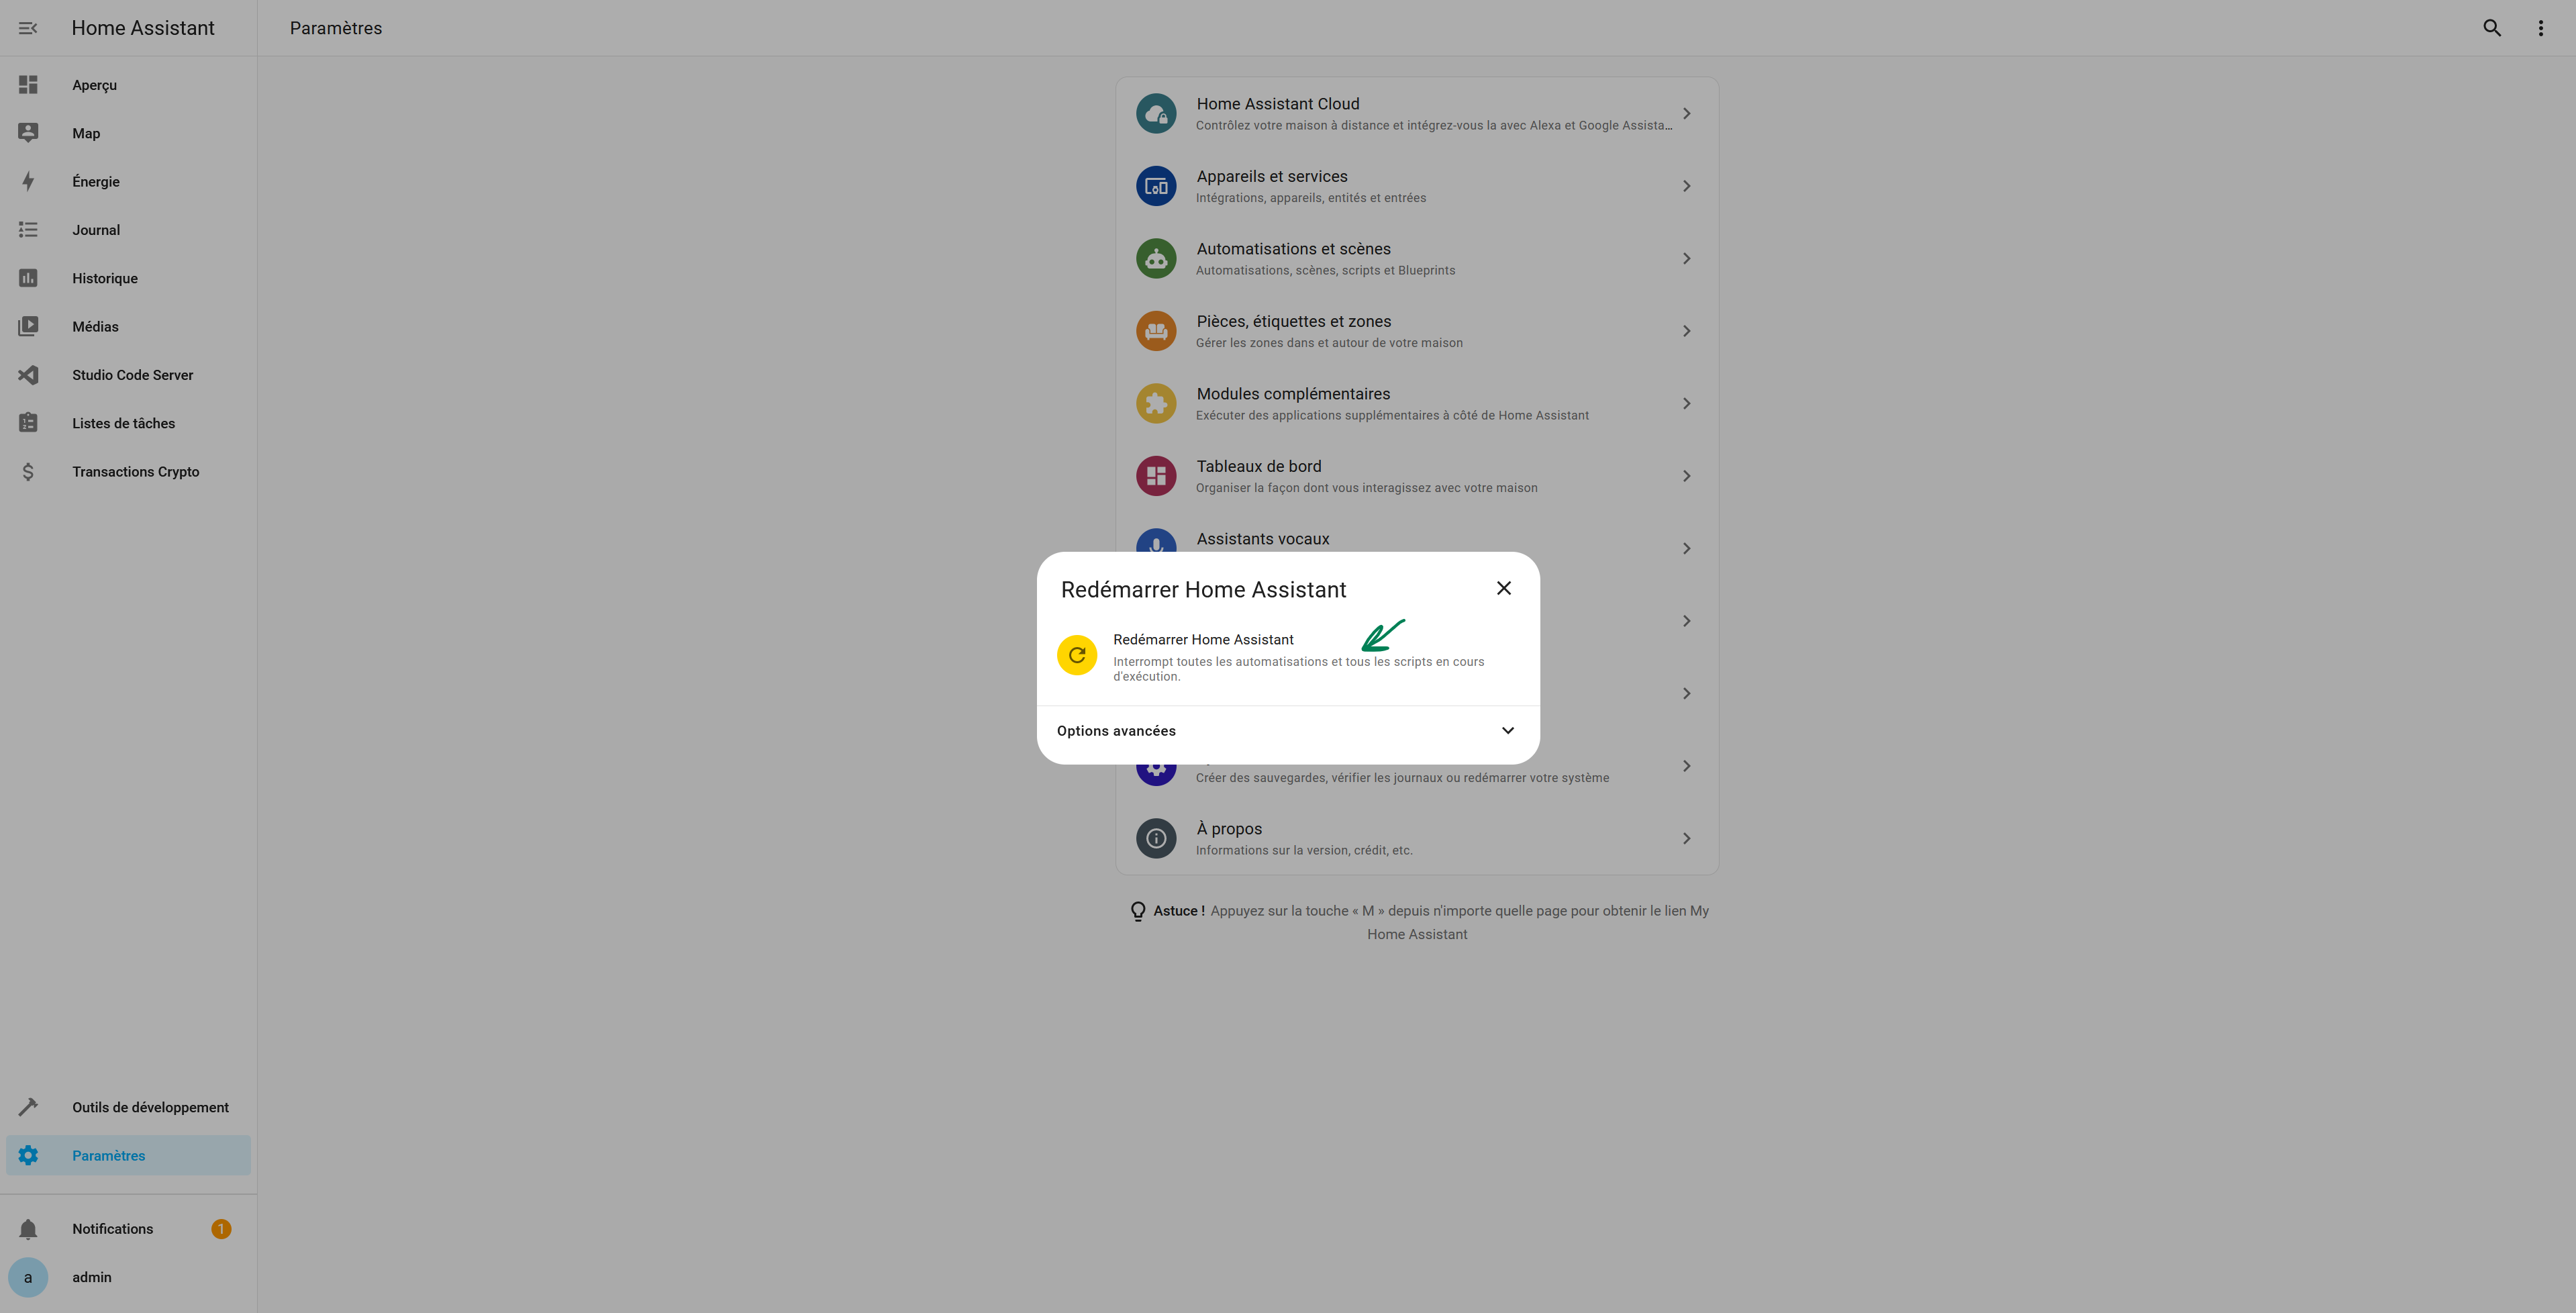 Home Assistant
Paramètres
Aperçu
Map
Énergie
Journal
Historique
Médias
Studio Code Server
Listes de tâches
Transactions Crypto
Outils de développement
Paramètres
Notifications
1
a
admin
Home Assistant Cloud
Contrôlez votre maison à distance et intégrez-vous la avec Alexa et Google Assista...
Appareils et services
Intégrations, appareils, entités et entrées
Automatisations et scènes
Automatisations, scènes, scripts et Blueprints
Pièces, étiquettes et zones
Gérer les zones dans et autour de votre maison
Modules complémentaires
Exécuter des applications supplémentaires à côté de Home Assistant
Tableaux de bord
Organiser la façon dont vous interagissez avec votre maison
Assistants vocaux
Redémarrer Home Assistant
Redémarrer Home Assistant
Interrompt toutes les automatisations et tous les scripts en cours
d'exécution.
Options avancées
Créer des sauvegardes, vérifier les journaux ou redémarrer votre système
À propos
Informations sur la version, crédit, etc.
Astuce ! Appuyez sur la touche « M » depuis n'importe quelle page pour obtenir le lien My
Home Assistant